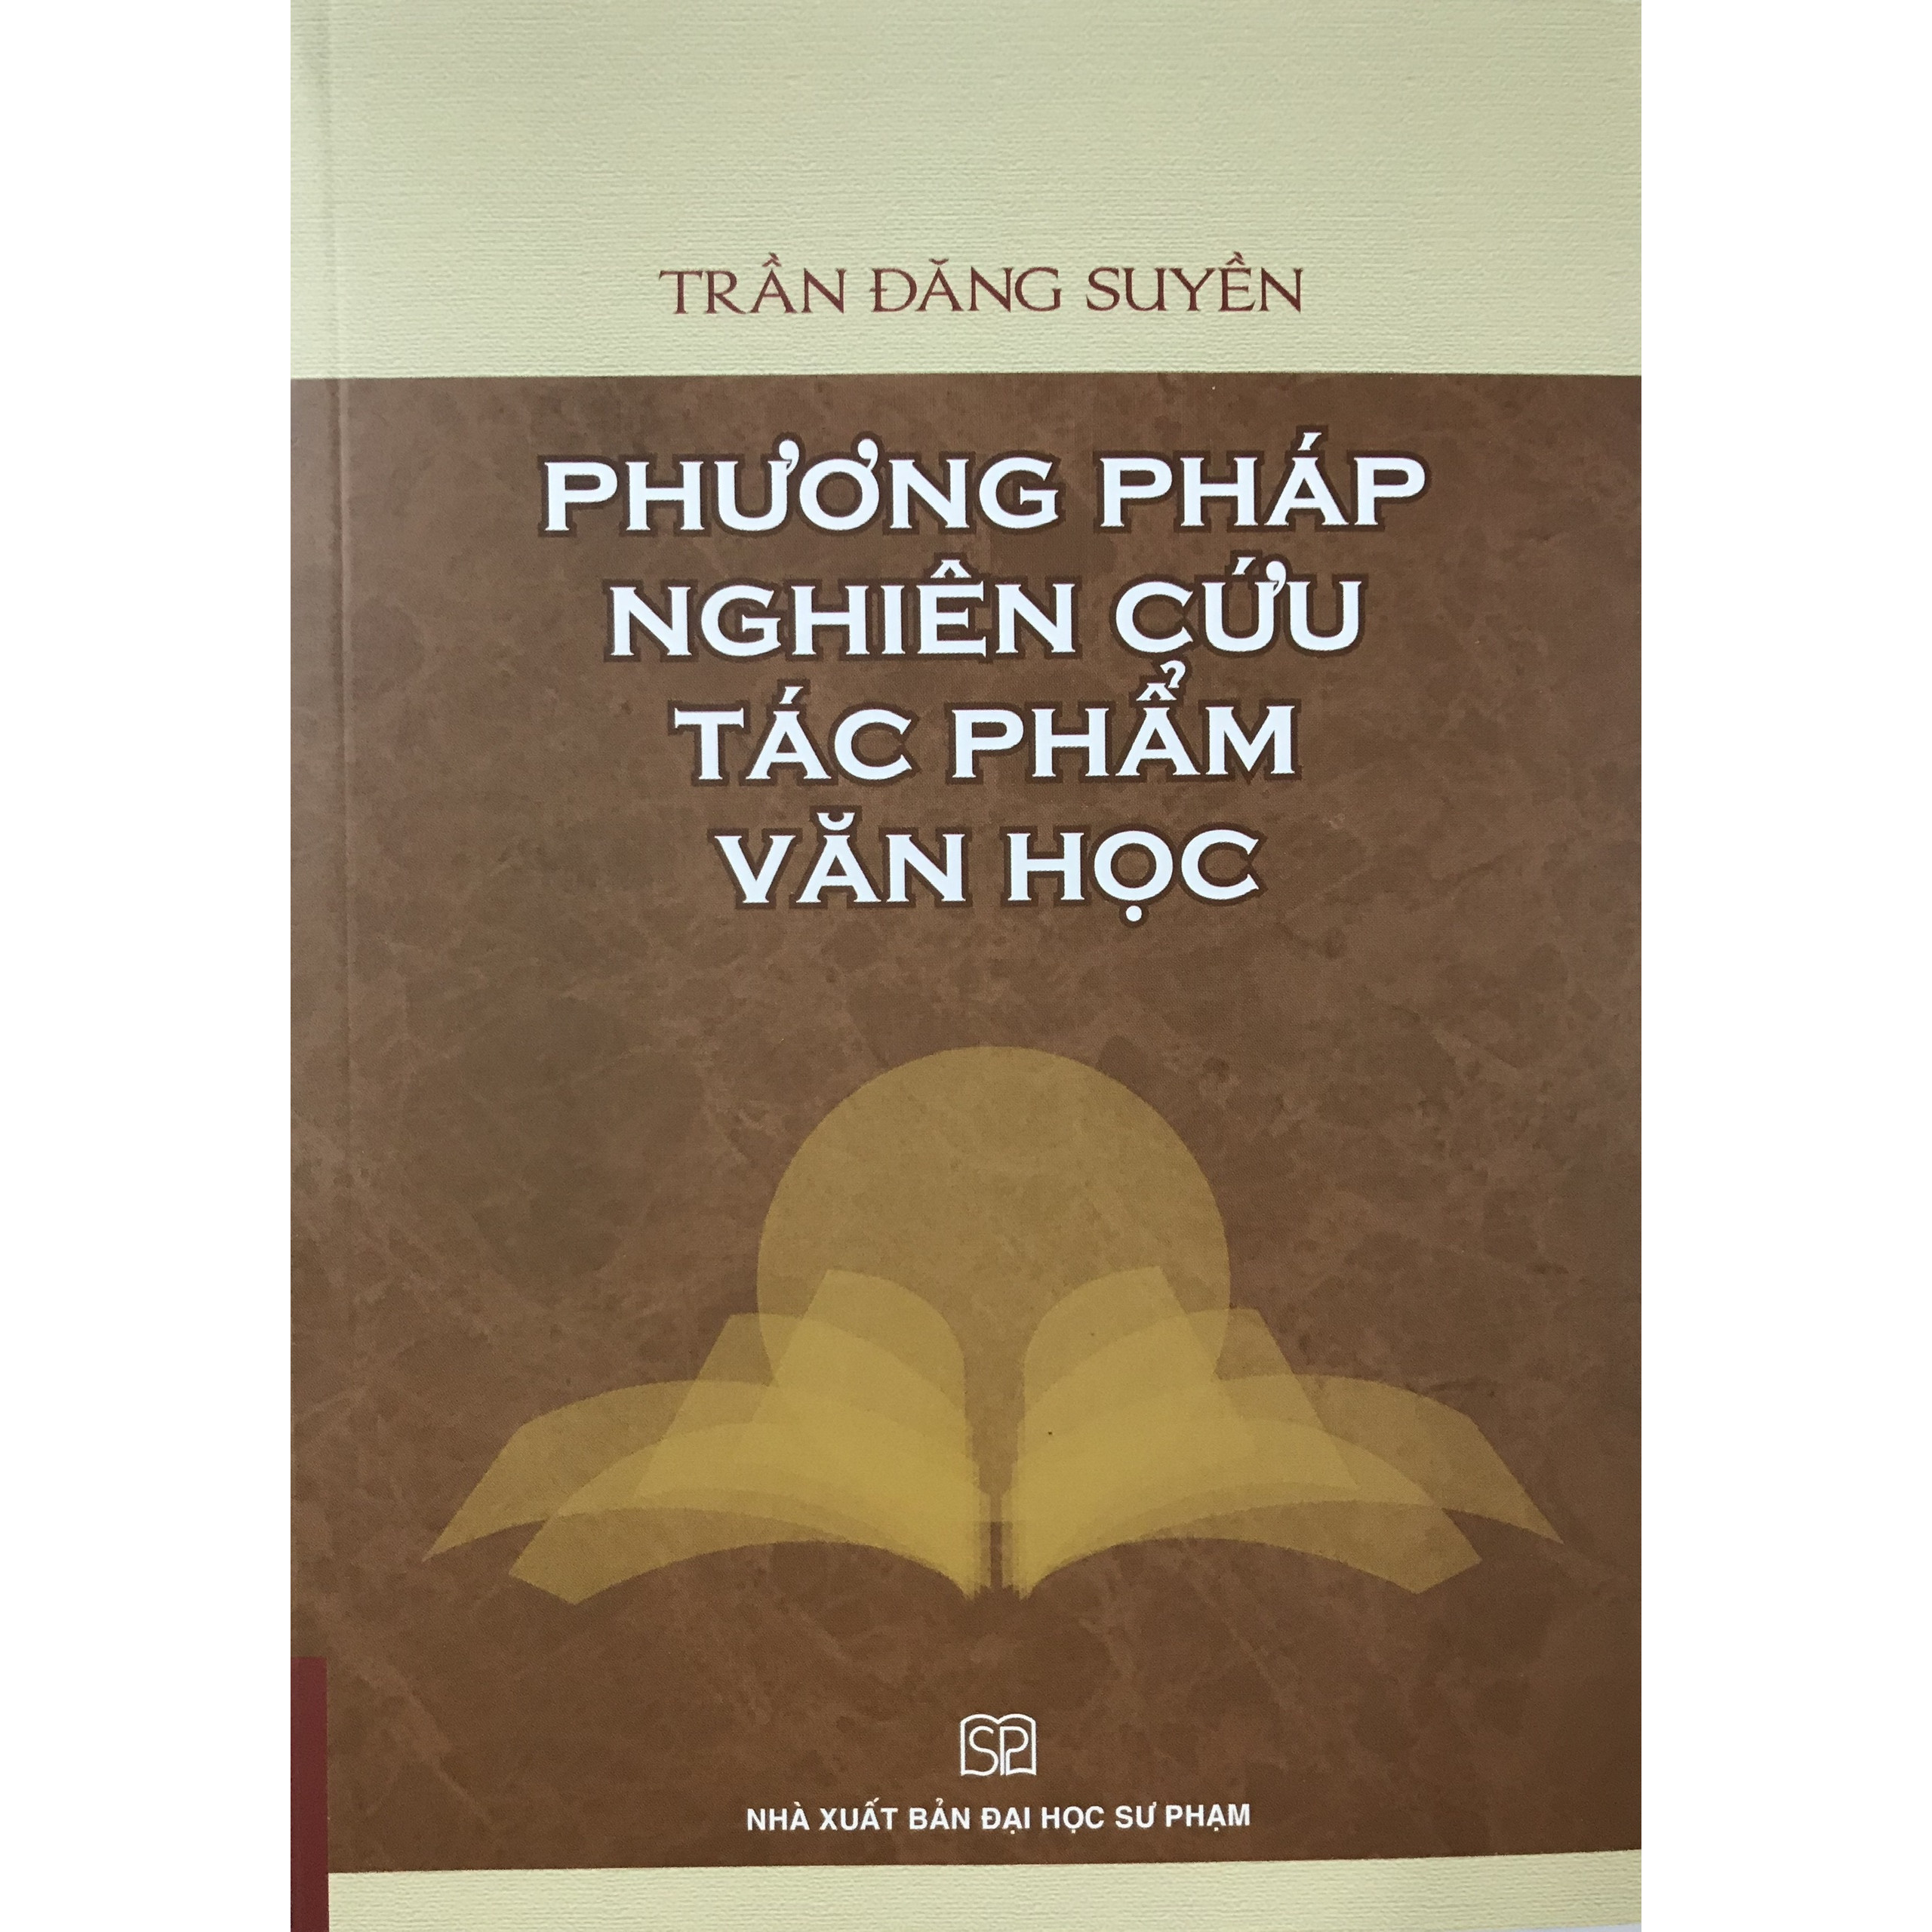 TRẦN ĐĂNG SUYỀN
PHƯƠNG PHÁP
NGHIÊN CỨU
TÁC PHẨM
VĂN HỌC
SP
NHÀ XUẤT BẢN ĐẠI HỌC SƯ PHẠM